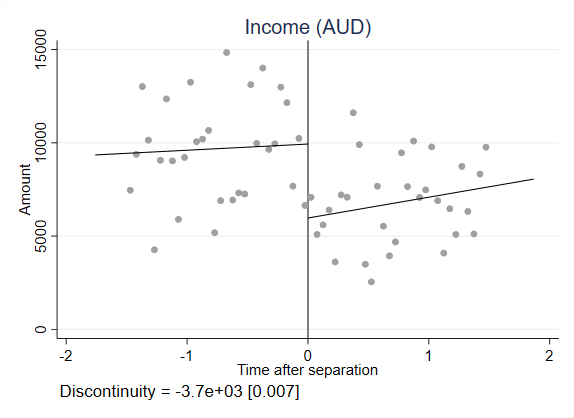 Income (AUD)
15000
10000
5000
0
Amount
-2 -1 0 1 2
Time after separation
Discontinuity = -3.7e+03 [0.007]